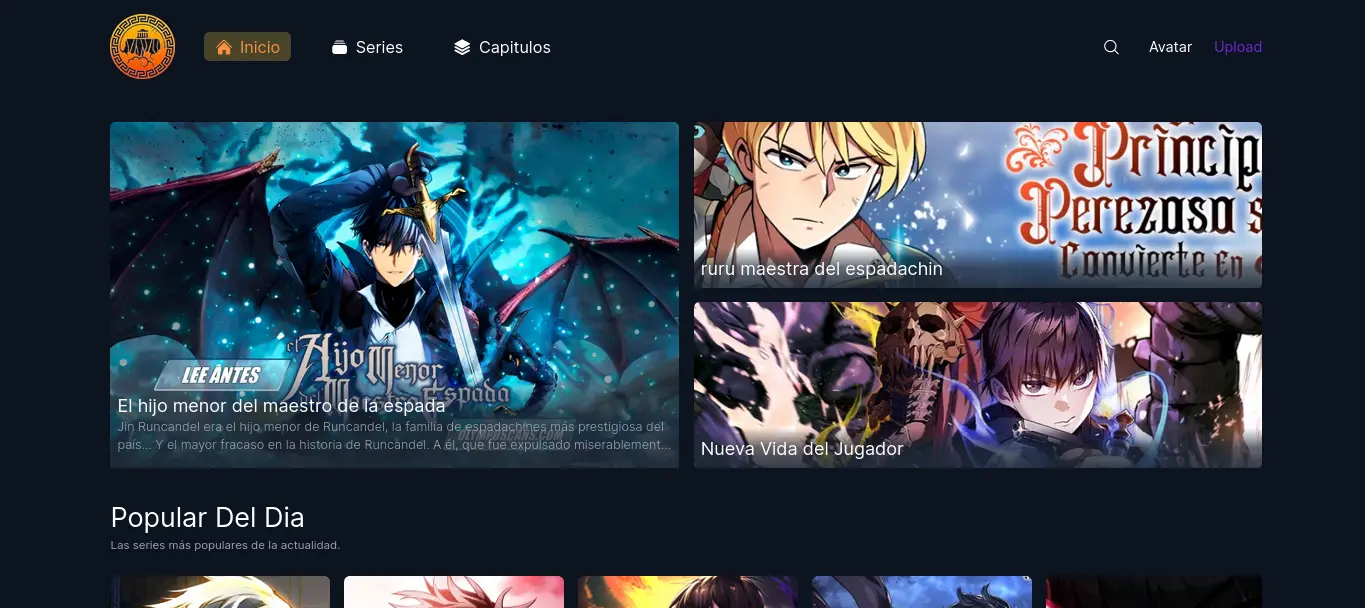 Inicio
Series
Capitulos
Avatar
Upload
LEE ANTES
el Hijo Menor
del Maestro Espada
El hijo menor del maestro de la espada
OLYMPUSSCANS.COM
Jin Runcandel era el hijo menor de Runcandel, la familia de espadachines más prestigiosa del
país... Y el mayor fracaso en la historia de Runcandel. A él, que fue expulsado miserablement...
Princip
Perezoso s
Convierte En
ruru maestra del espadachin
Nueva Vida del Jugador
Popular Del Dia
Las series más populares de la actualidad.